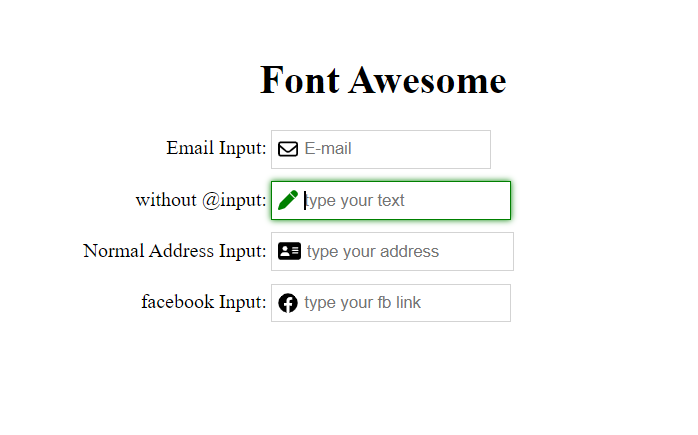 Font Awesome
Email Input: E-mail
without @input: type your text
Normal Address Input: type your address
facebook Input: type your fb link